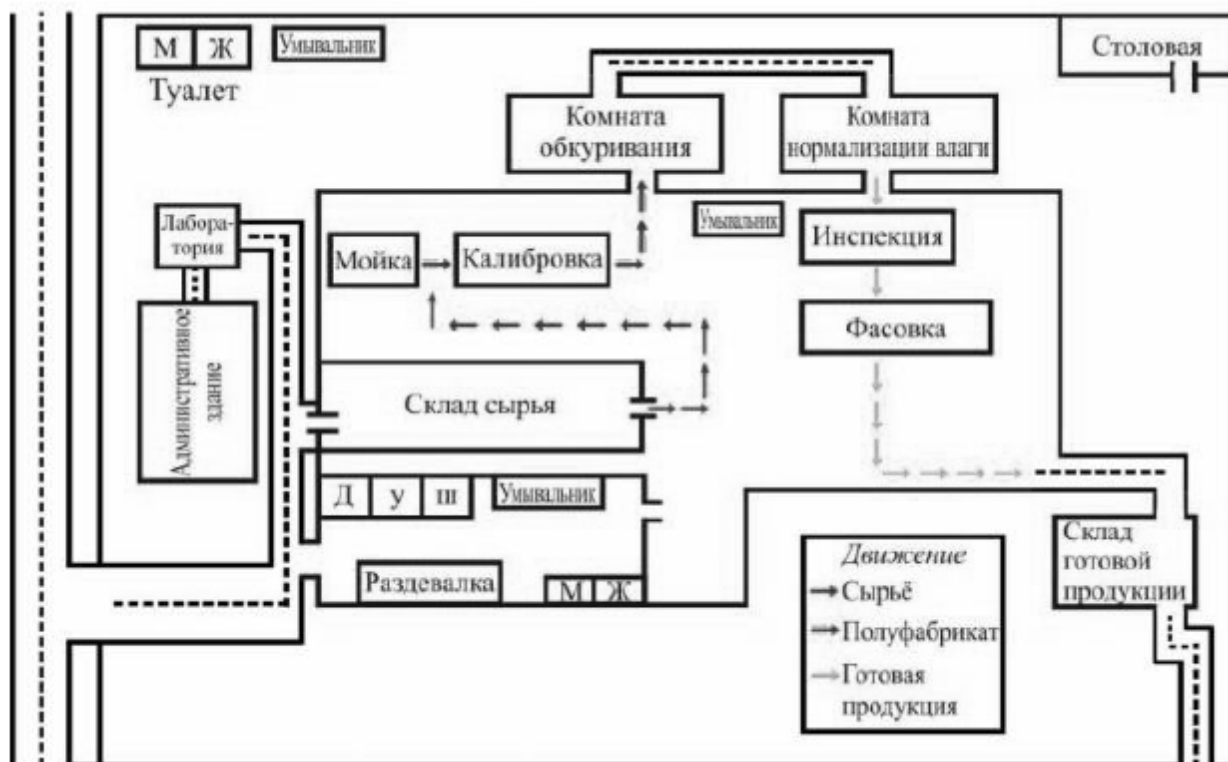 М Ж
Умывальник
Туалет
Столовая
Комната
обкуривания
Комната
нормализации влаги
Лабора-
тория
Умывальник
Мойка
Калибровка
Инспекция
Фасовка
Административное
здание
Склад сырья
Д У Ш
Умывальник
Раздевалка
М Ж
Движение
Сырьё
Полуфабрикат
Готовая
продукция
Склад
готовой
продукции